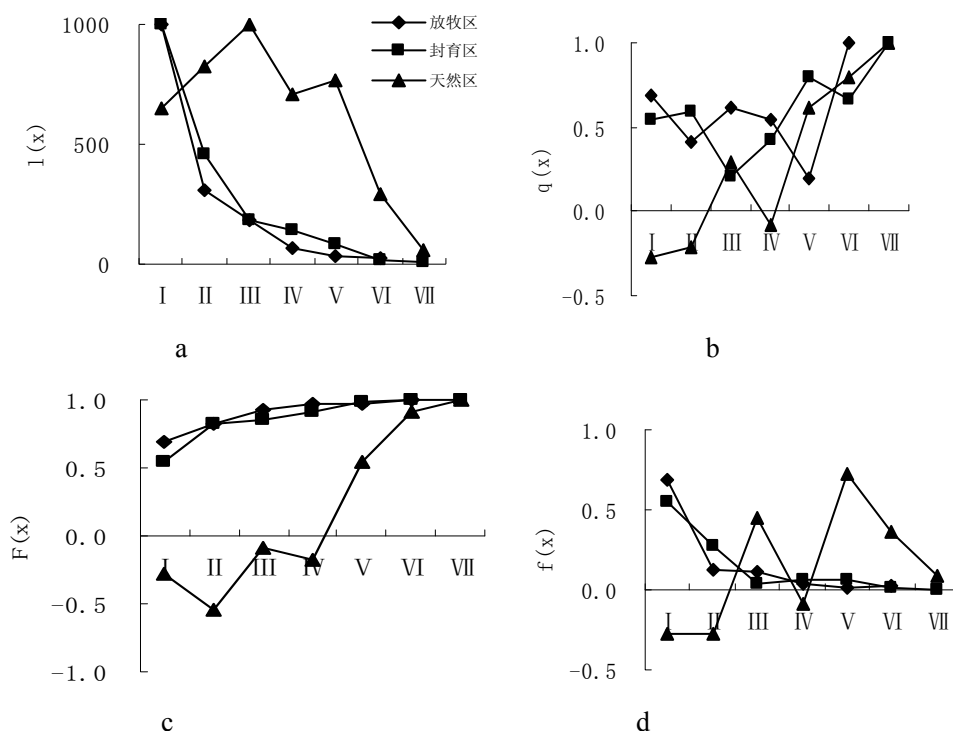 1000
500
0
l(x)
放牧区
封育区
天然区
I II III IV V VI VII
a
1.0
0.5
0.0
-0.5
q(x)
I II III IV V VI VII
b
1.0
0.5
0.0
-0.5
-1.0
F(x)
I II III IV V VI VII
c
1.0
0.5
0.0
-0.5
f(x)
I II III IV V VI VII
d